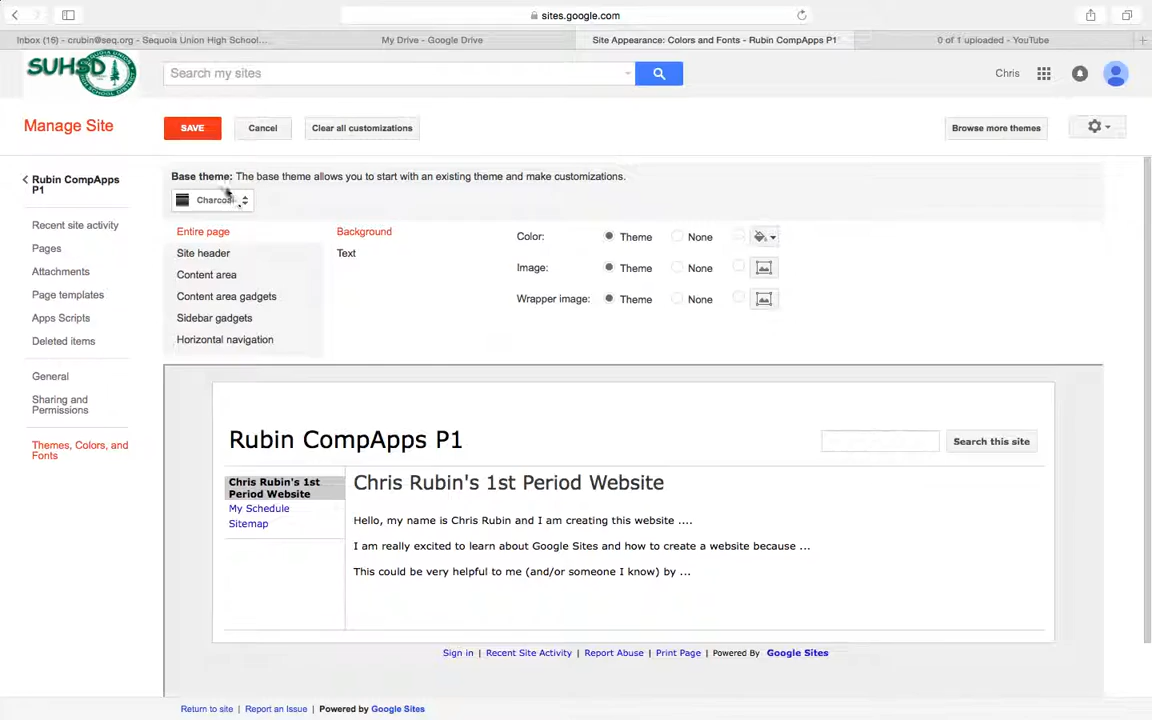 sites.google.com
Inbox (16) - crubin@seq.org - Sequoia Union High School...
My Drive - Google Drive
Site Appearance: Colors and Fonts - Rubin CompApps P1
0 of 1 uploaded - YouTube
SUHSD
Search my sites
Chris
Manage Site
SAVE
Cancel
Clear all customizations
Browse more themes
Rubin CompApps
P1
Base theme: The base theme allows you to start with an existing theme and make customizations.
Charcoal
Recent site activity
Pages
Attachments
Page templates
Apps Scripts
Deleted items
General
Sharing and
Permissions
Themes, Colors, and
Fonts
Entire page
Site header
Content area
Content area gadgets
Sidebar gadgets
Horizontal navigation
Background
Text
Color: Theme None
Image: Theme None
Wrapper image: Theme None
Rubin CompApps P1
Search this site
Chris Rubin's 1st
Period Website
My Schedule
Sitemap
Chris Rubin's 1st Period Website
Hello, my name is Chris Rubin and I am creating this website ....
I am really excited to learn about Google Sites and how to create a website because ...
This could be very helpful to me (and/or someone I know) by ...
Sign in | Recent Site Activity | Report Abuse | Print Page | Powered By Google Sites
Return to site | Report an Issue | Powered by Google Sites